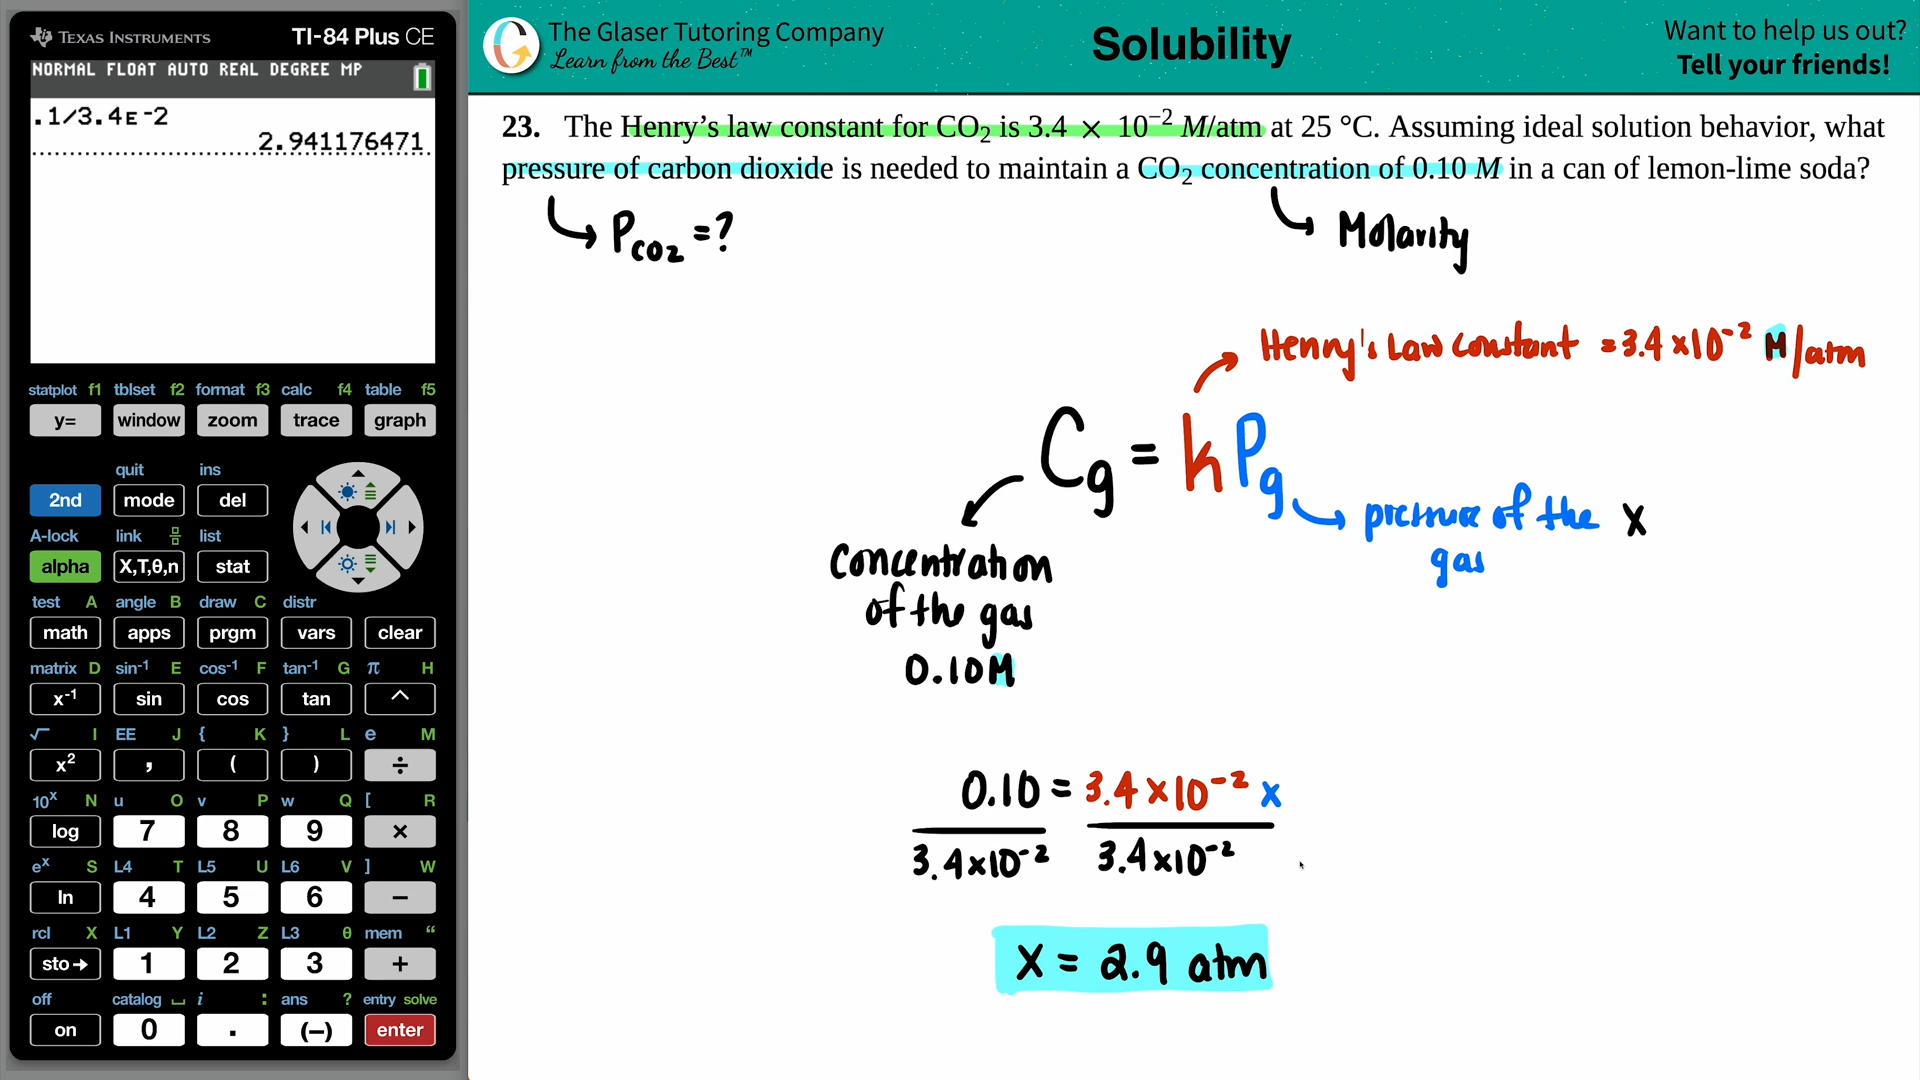 TEXAS INSTRUMENTS TI-84 Plus CE
NORMAL FLOAT AUTO REAL DEGREE MP
.1/3.4E-2
2.941176471
statplot f1 tblset f2 format f3 calc f4 table f5
y= window zoom trace graph
quit ins
2nd mode del
A-lock link list
alpha X,T,θ,n stat
test A angle B draw C distr
math apps prgm vars clear
matrix D sin⁻¹ E cos⁻¹ F tan⁻¹ G π H
x⁻¹ sin cos tan ^
√ I EE J { K } L e M
x² , ( ) ÷
10ˣ N u O v P w Q [ R
log 7 8 9 ×
eˣ S L4 T L5 U L6 V ] W
ln 4 5 6 −
rcl X L1 Y L2 Z L3 θ mem “
sto→ 1 2 3 +
off catalog ⎵ i : ans ? entry solve
on 0 . (−) enter
The Glaser Tutoring Company
Learn from the Best™
Solubility
Want to help us out?
Tell your friends!
23. The Henry’s law constant for CO₂ is 3.4 × 10⁻² M/atm at 25 °C. Assuming ideal solution behavior, what
pressure of carbon dioxide is needed to maintain a CO₂ concentration of 0.10 M in a can of lemon-lime soda?
P_CO₂ = ?
Molarity
Henry's Law Constant = 3.4 × 10⁻² M/atm
C_g = k P_g
pressure of the x
gas
Concentration
of the gas
0.10 M
0.10 = 3.4 × 10⁻² x
3.4 × 10⁻² 3.4 × 10⁻²
x = 2.9 atm